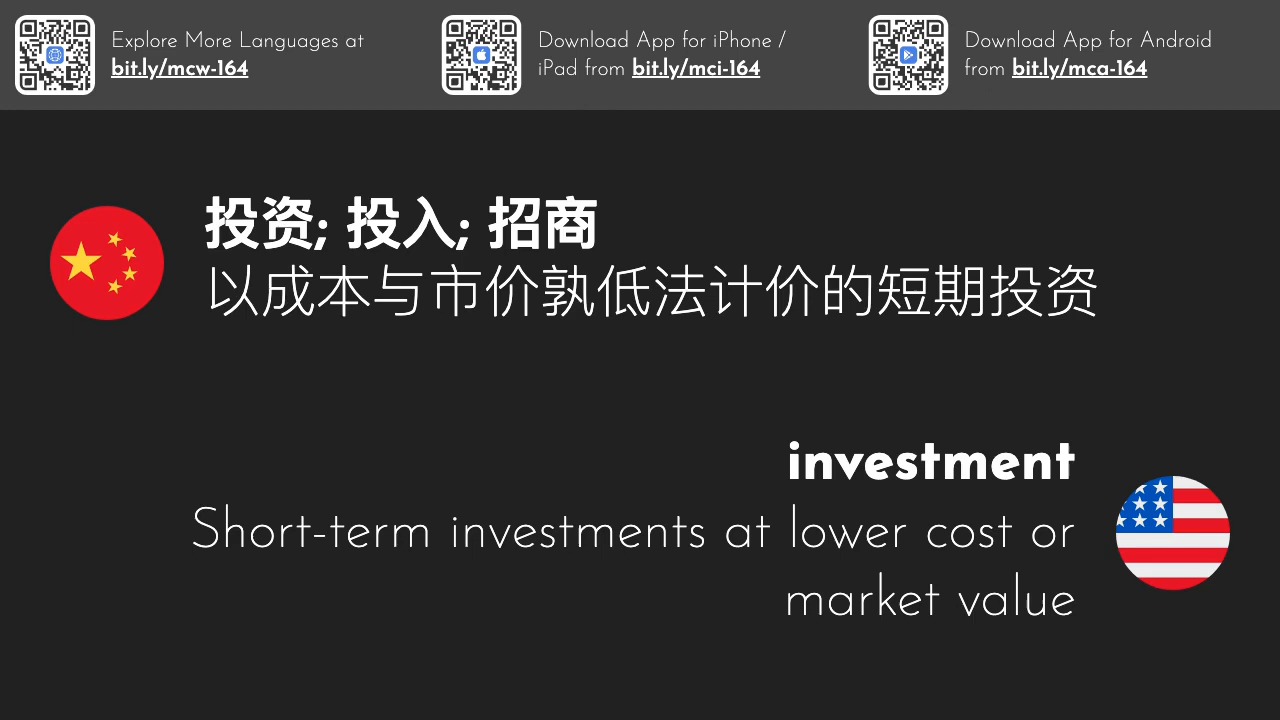 Explore More Languages at
bit.ly/mcw-164
Download App for iPhone /
iPad from bit.ly/mci-164
Download App for Android
from bit.ly/mca-164
投资; 投入; 招商
以成本与市价孰低法计价的短期投资
investment
Short-term investments at lower cost or
market value